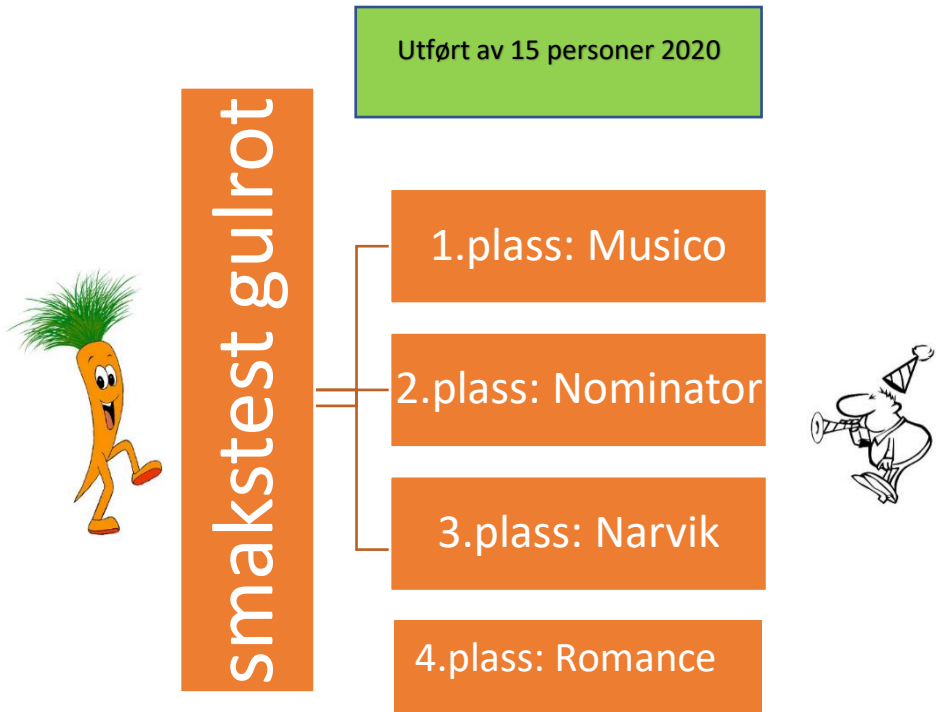 Utført av 15 personer 2020
smakstest gulrot
1.plass: Musico
2.plass: Nominator
3.plass: Narvik
4.plass: Romance